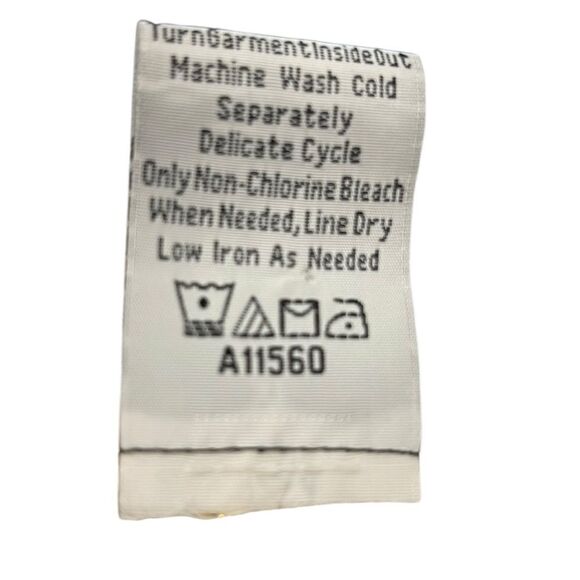 TurnGarmentInsideOut
Machine Wash Cold
Separately
Delicate Cycle
Only Non-Chlorine Bleach
When Needed, Line Dry
Low Iron As Needed
A11560